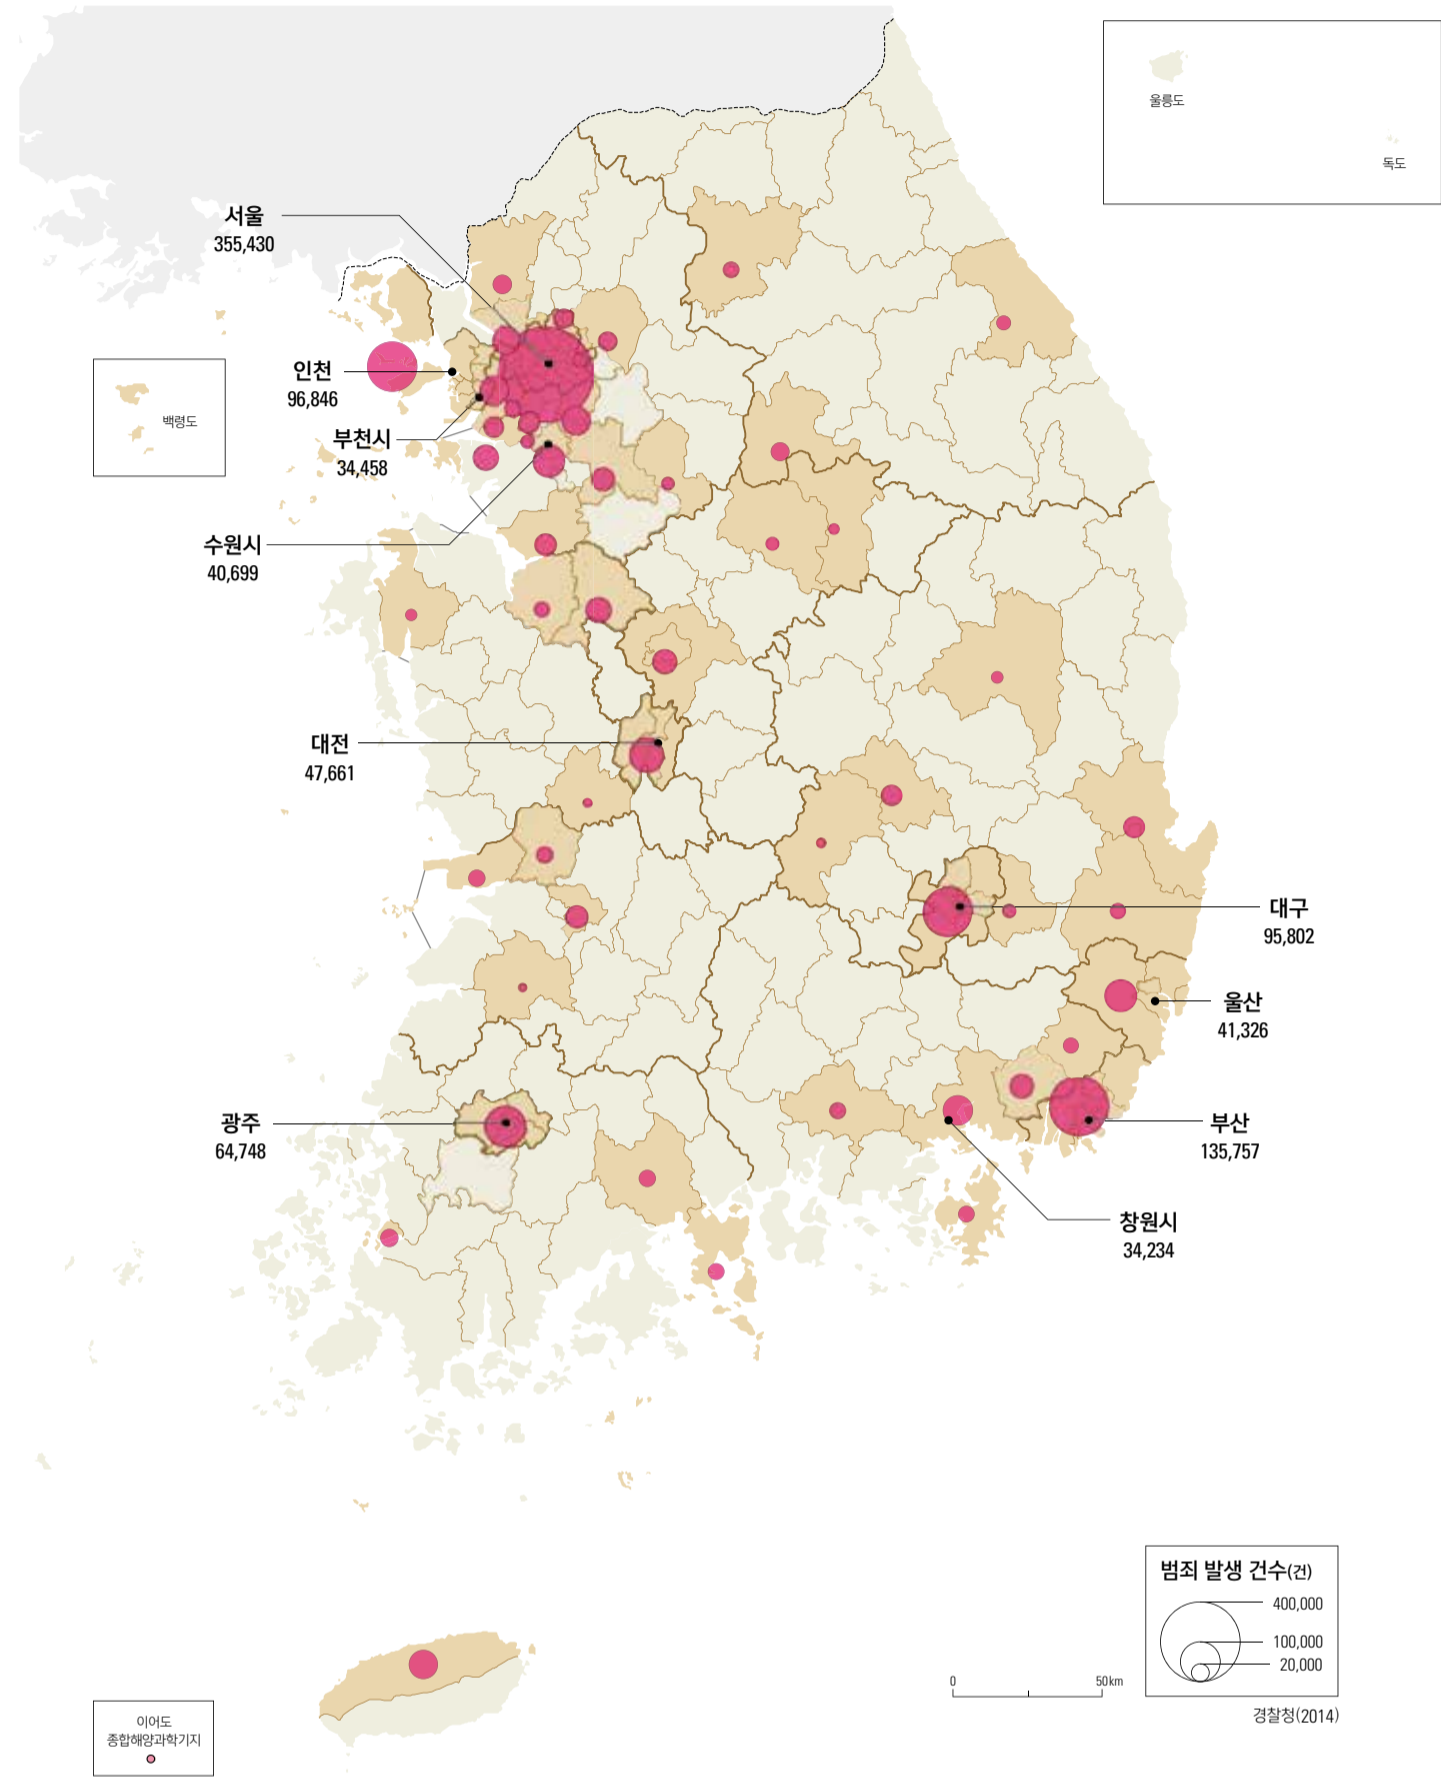 울릉도
독도
서울
355,430
인천
96,846
백령도
부천시
34,458
수원시
40,699
대전
47,661
대구
95,802
울산
41,326
광주
64,748
부산
135,757
창원시
34,234
범죄 발생 건수(건)
400,000
100,000
20,000
0
50km
경찰청(2014)
이어도
종합해양과학기지